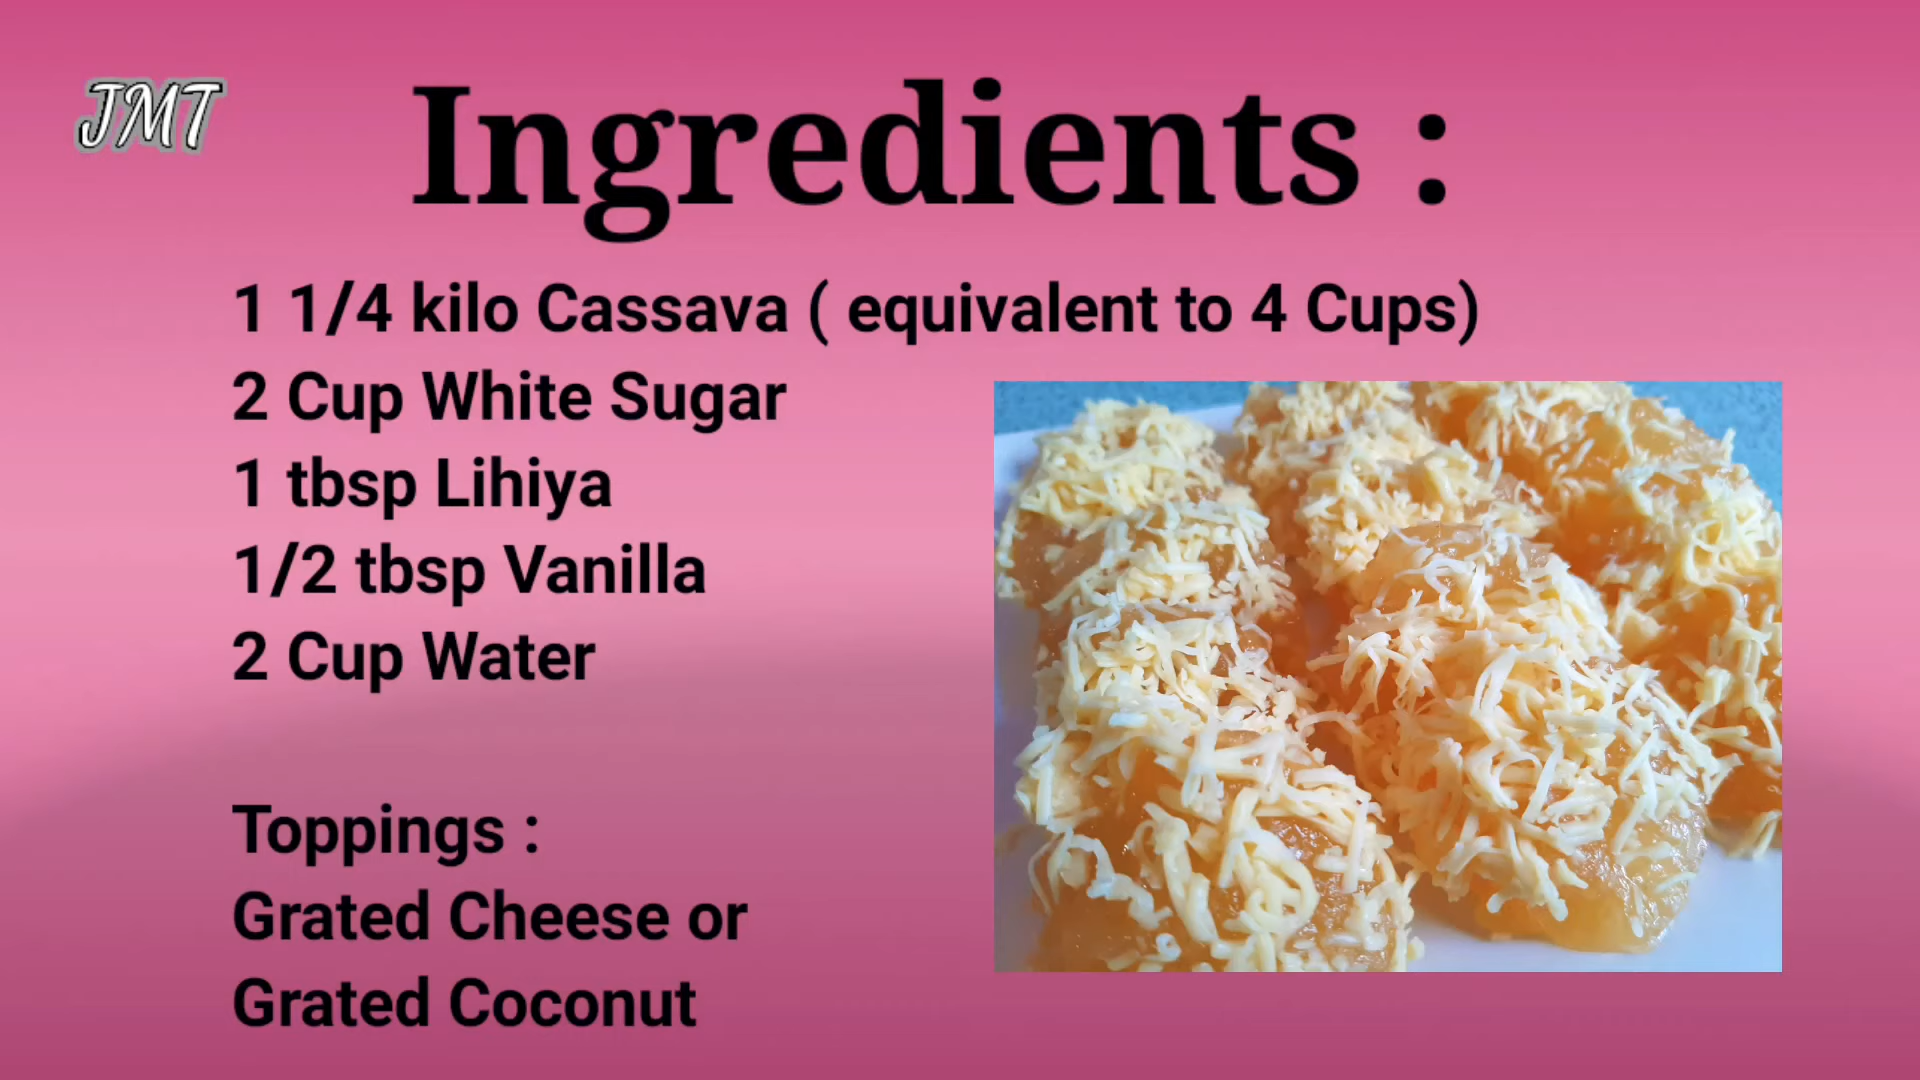 JMT
Ingredients :
1 1/4 kilo Cassava ( equivalent to 4 Cups)
2 Cup White Sugar
1 tbsp Lihiya
1/2 tbsp Vanilla
2 Cup Water
Toppings :
Grated Cheese or
Grated Coconut